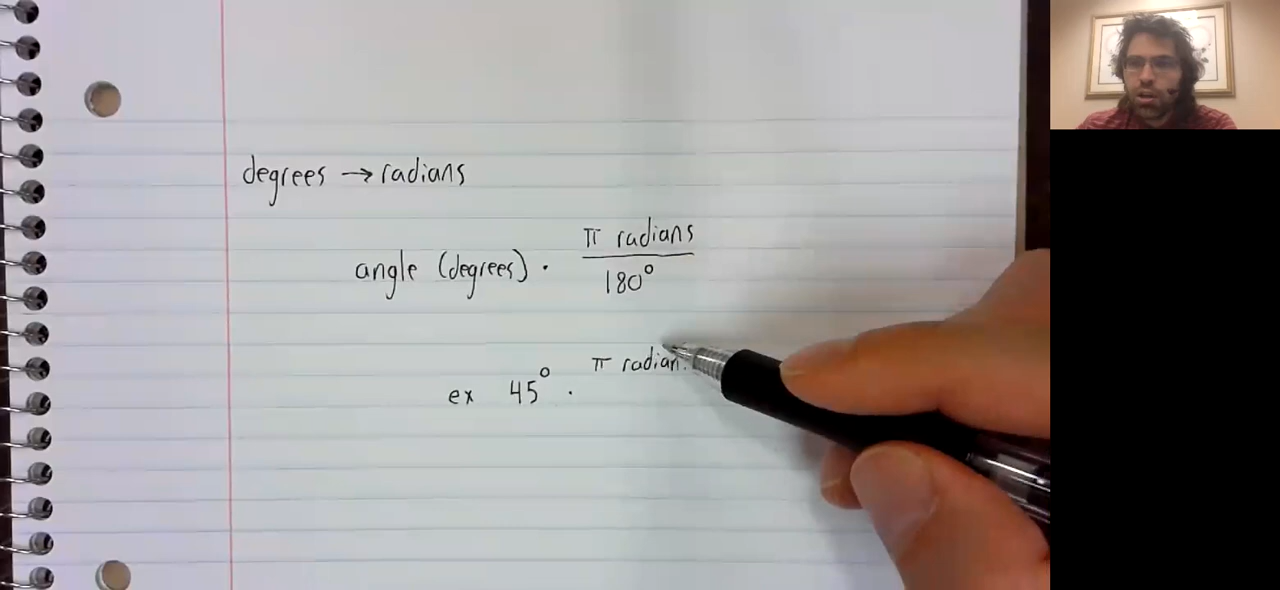 degrees → radians
angle (degrees) · π radians / 180°
ex 45° · π radian